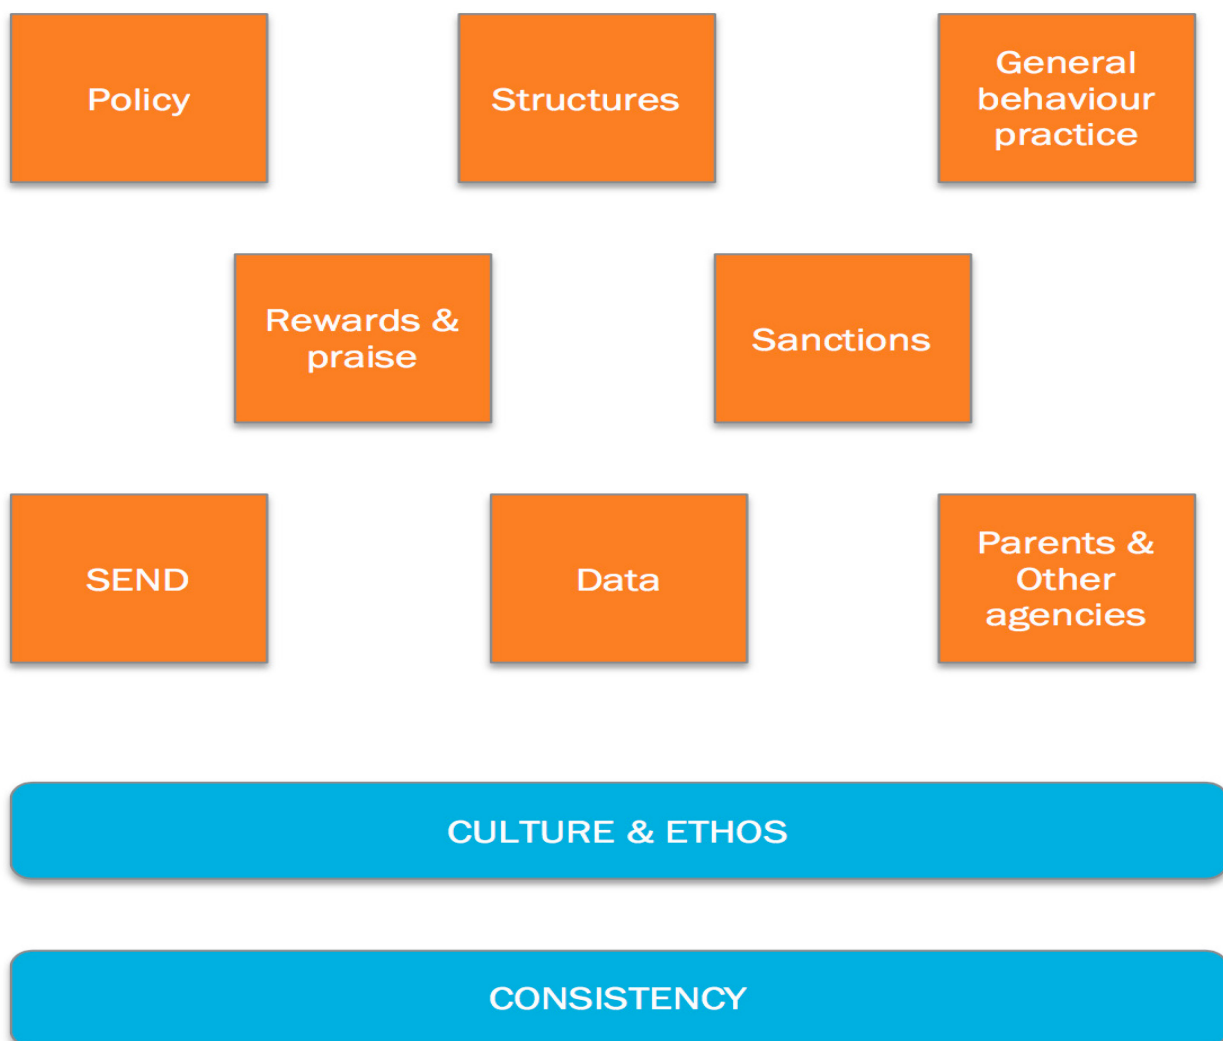 Policy
Structures
General
behaviour
practice
Rewards &
praise
Sanctions
SEND
Data
Parents &
Other
agencies
CULTURE & ETHOS
CONSISTENCY